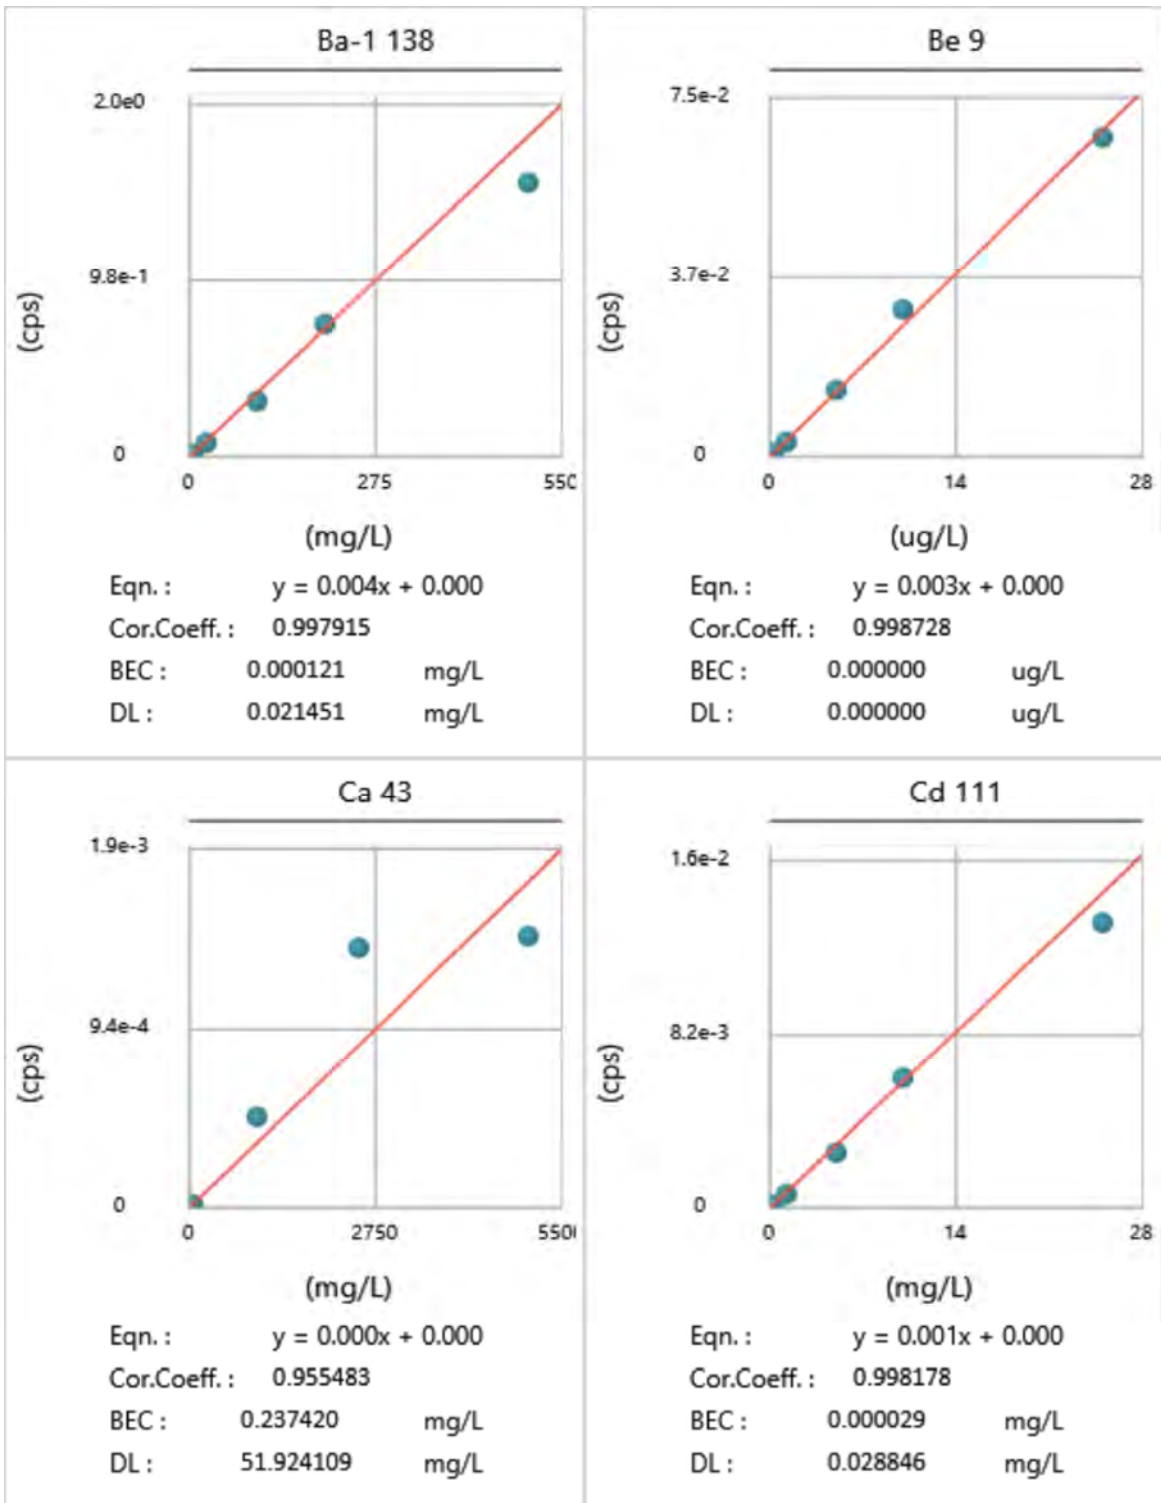 Ba-1 138
2.0e0
9.8e-1
0
(cps)
0 275 550
(mg/L)
Eqn. : y = 0.004x + 0.000
Cor.Coeff. : 0.997915
BEC : 0.000121 mg/L
DL : 0.021451 mg/L
Be 9
7.5e-2
3.7e-2
0
(cps)
0 14 28
(ug/L)
Eqn. : y = 0.003x + 0.000
Cor.Coeff. : 0.998728
BEC : 0.000000 ug/L
DL : 0.000000 ug/L
Ca 43
1.9e-3
9.4e-4
0
(cps)
0 2750
(mg/L)
Eqn. : y = 0.000x + 0.000
Cor.Coeff. : 0.955483
BEC : 0.237420 mg/L
DL : 51.924109 mg/L
Cd 111
1.6e-2
8.2e-3
0
(cps)
0 14 28
(mg/L)
Eqn. : y = 0.001x + 0.000
Cor.Coeff. : 0.998178
BEC : 0.000029 mg/L
DL : 0.028846 mg/L